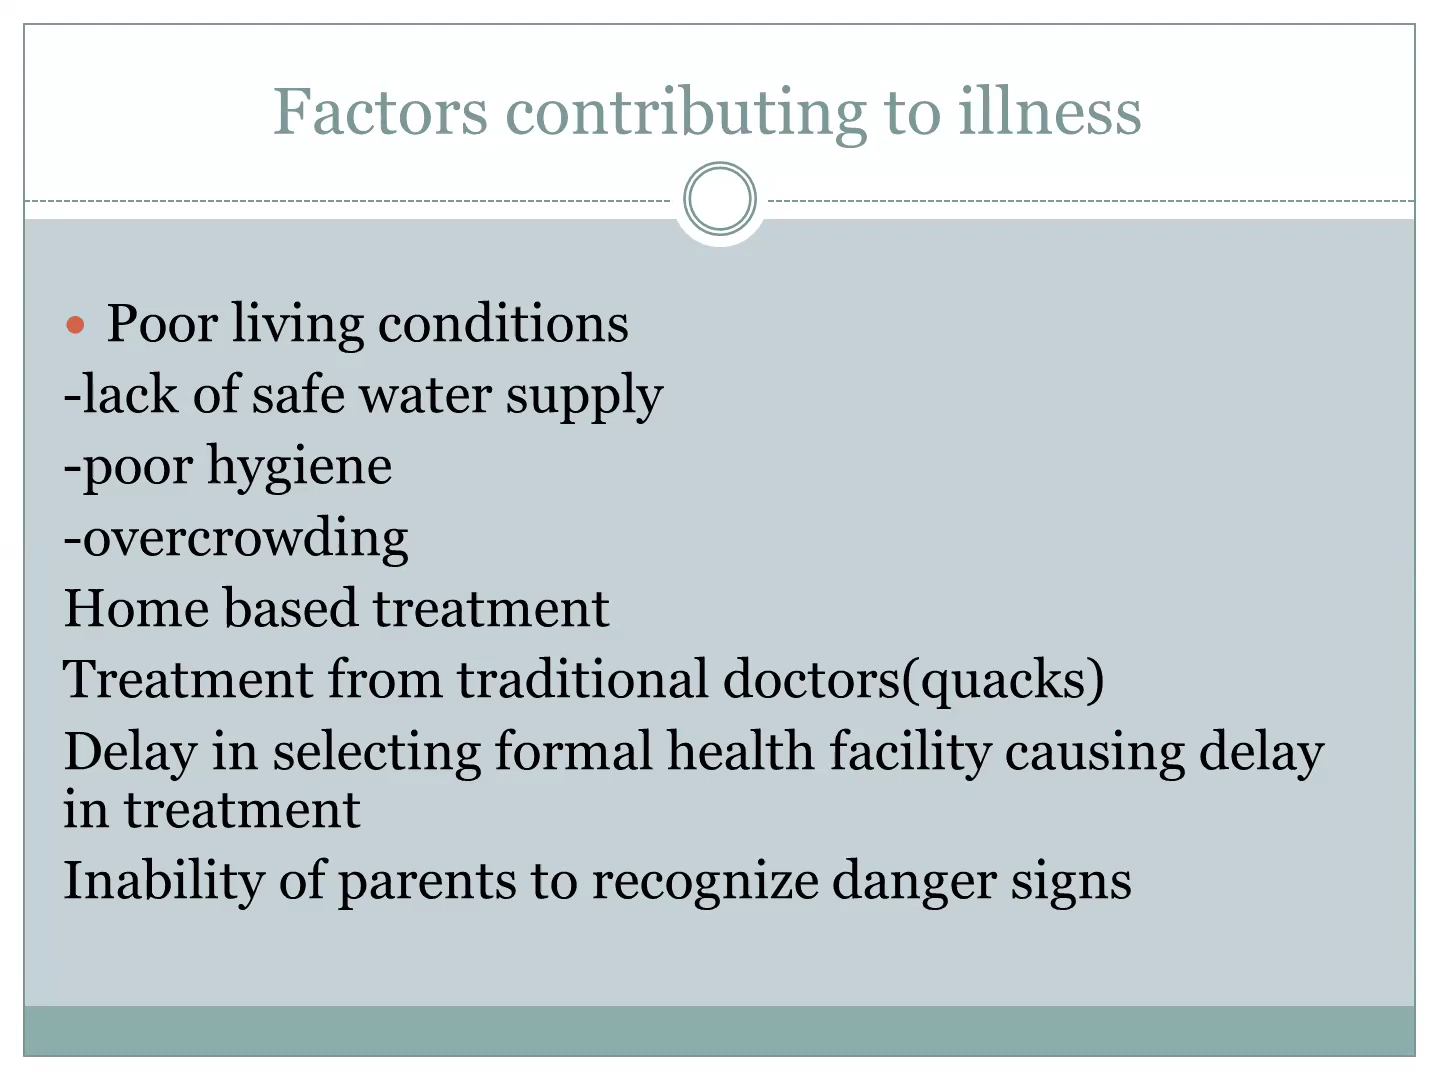 Factors contributing to illness
• Poor living conditions
-lack of safe water supply
-poor hygiene
-overcrowding
Home based treatment
Treatment from traditional doctors(quacks)
Delay in selecting formal health facility causing delay
in treatment
Inability of parents to recognize danger signs